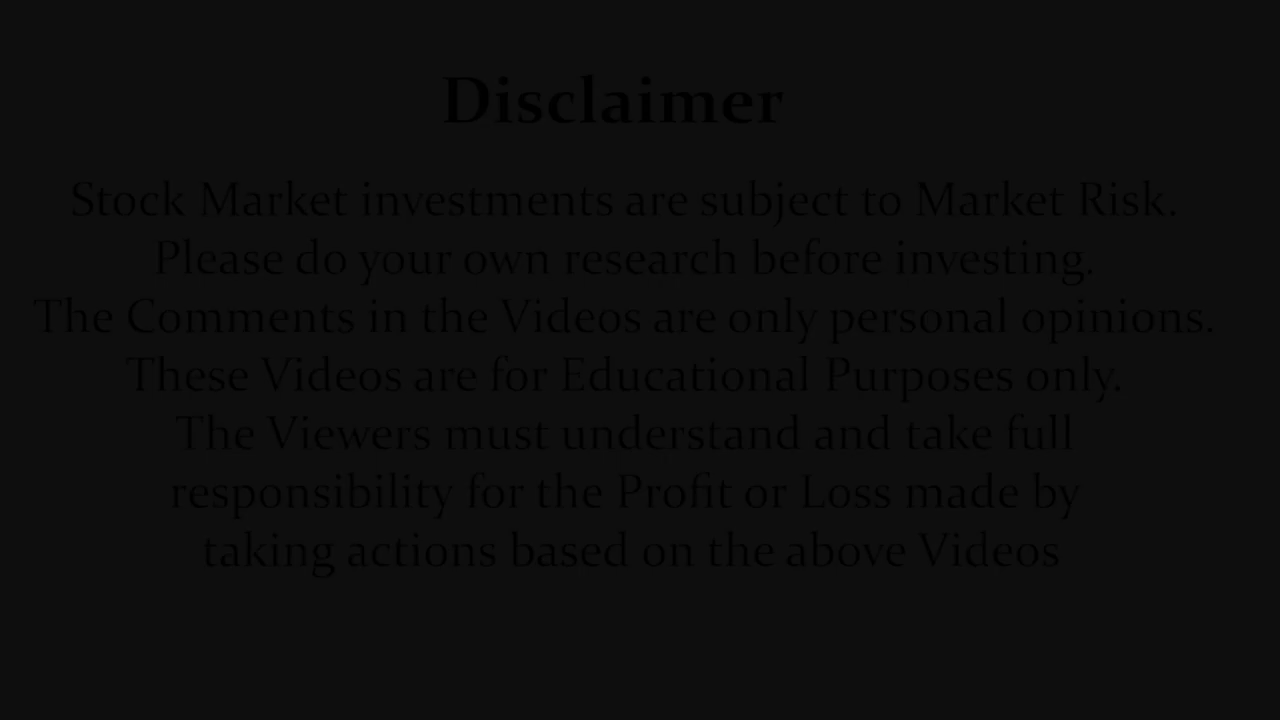 Disclaimer
Stock Market investments are subject to Market Risk.
Please do your own research before investing.
The Comments in the Videos are only personal opinions.
These Videos are for Educational Purposes only.
The Viewers must understand and take full
responsibility for the Profit or Loss made by
taking actions based on the above Videos